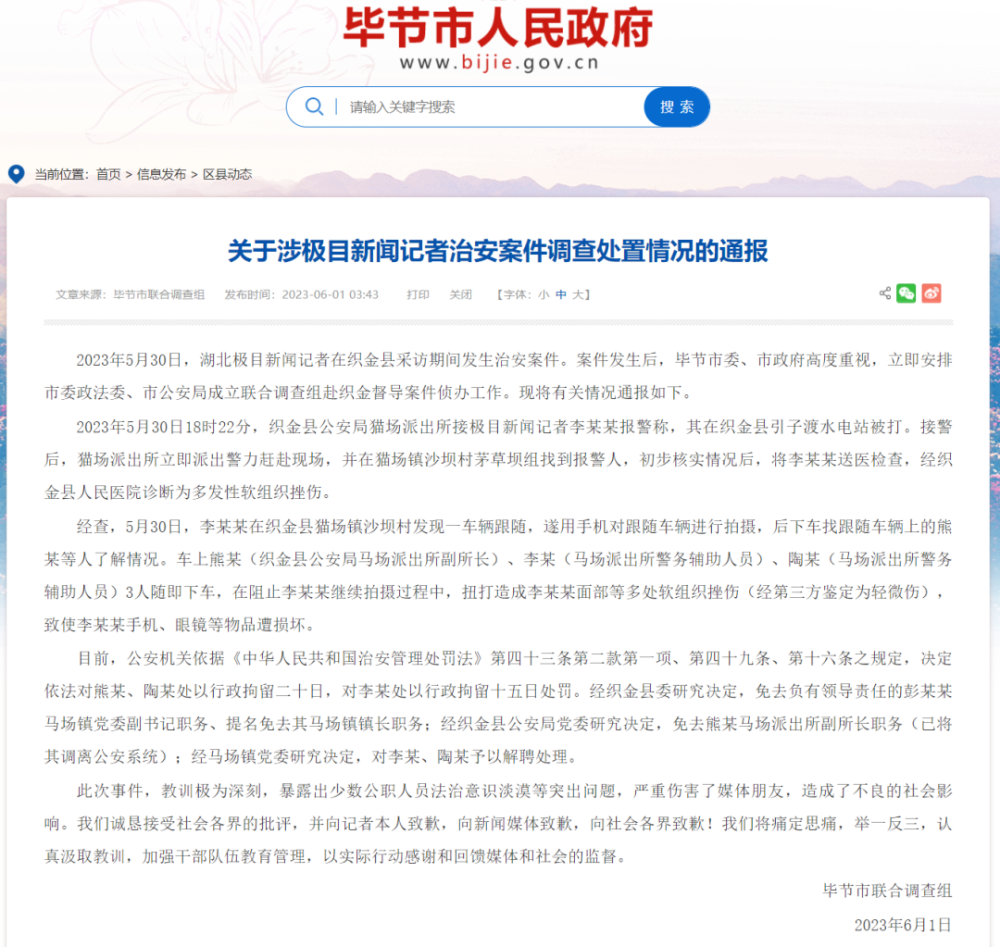 毕节市人民政府
www.bijie.gov.cn
请输入关键字搜索
搜 索
当前位置：首页 > 信息发布 > 区县动态
关于涉极目新闻记者治安案件调查处置情况的通报
文章来源：毕节市联合调查组 发布时间：2023-06-01 03:43 打印 关闭 【字体：小 中 大】
2023年5月30日，湖北极目新闻记者在织金县采访期间发生治安案件。案件发生后，毕节市委、市政府高度重视，立即安排
市委政法委、市公安局成立联合调查组赴织金督导案件侦办工作。现将有关情况通报如下。
2023年5月30日18时22分，织金县公安局猫场派出所接极目新闻记者李某某报警称，其在织金县引子渡水电站被打。接警
后，猫场派出所立即派出警力赶赴现场，并在猫场镇沙坝村茅草坝组找到报警人，初步核实情况后，将李某某送医检查，经织
金县人民医院诊断为多发性软组织挫伤。
经查，5月30日，李某某在织金县猫场镇沙坝村发现一车辆跟随，遂用手机对跟随车辆进行拍摄，后下车找跟随车辆上的熊
某等人了解情况。车上熊某（织金县公安局马场派出所副所长）、李某（马场派出所警务辅助人员）、陶某（马场派出所警务
辅助人员）3人随即下车，在阻止李某某继续拍摄过程中，扭打造成李某某面部等多处软组织挫伤（经第三方鉴定为轻微伤），
致使李某某手机、眼镜等物品遭损坏。
目前，公安机关依据《中华人民共和国治安管理处罚法》第四十三条第二款第一项、第四十九条、第十六条之规定，决定
依法对熊某、陶某处以行政拘留二十日，对李某处以行政拘留十五日处罚。经织金县委研究决定，免去负有领导责任的彭某某
马场镇党委副书记职务、提名免去其马场镇镇长职务；经织金县公安局党委研究决定，免去熊某马场派出所副所长职务（已将
其调离公安系统）；经马场镇党委研究决定，对李某、陶某予以解聘处理。
此次事件，教训极为深刻，暴露出少数公职人员法治意识淡漠等突出问题，严重伤害了媒体朋友，造成了不良的社会影
响。我们诚恳接受社会各界的批评，并向记者本人致歉，向新闻媒体致歉，向社会各界致歉！我们将痛定思痛，举一反三，认
真汲取教训，加强干部队伍教育管理，以实际行动感谢和回馈媒体和社会的监督。
毕节市联合调查组
2023年6月1日